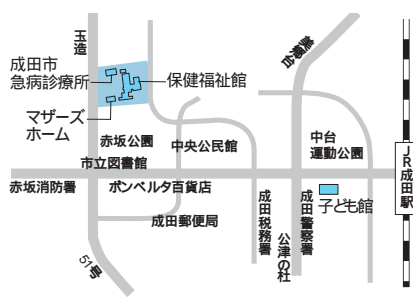 玉造
美郷台
成田市
急病診療所
保健福祉館
マザーズ
ホーム
赤坂公園
中央公民館
中台
運動公園
市立図書館
赤坂消防署
ボンベルタ百貨店
子ども館
成田郵便局
成田税務署
公津の杜
成田警察署
JR成田駅
51号